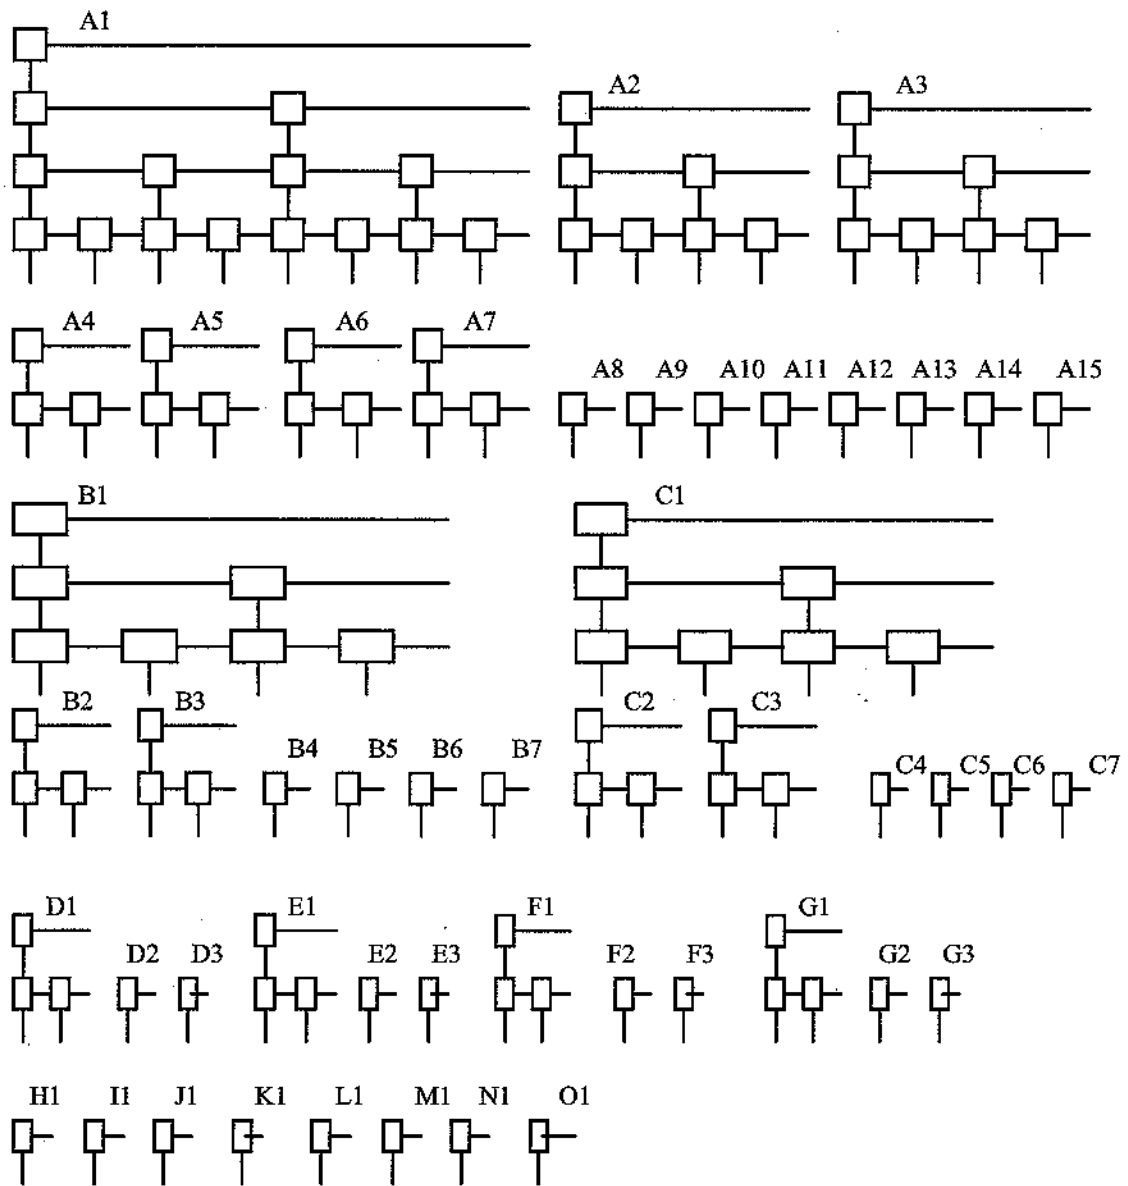 A1
A2 A3
A4 A5 A6 A7
A8 A9 A10 A11 A12 A13 A14 A15
B1 C1
B2 B3 C2 C3
B4 B5 B6 B7 C4 C5 C6 C7
D1 E1 F1 G1
D2 D3 E2 E3 F2 F3 G2 G3
H1 I1 J1 K1 L1 M1 N1 O1